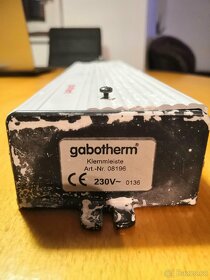 gabotherm®
Klemmleiste
Art.-Nr. 08196
CE 230V~ 0136